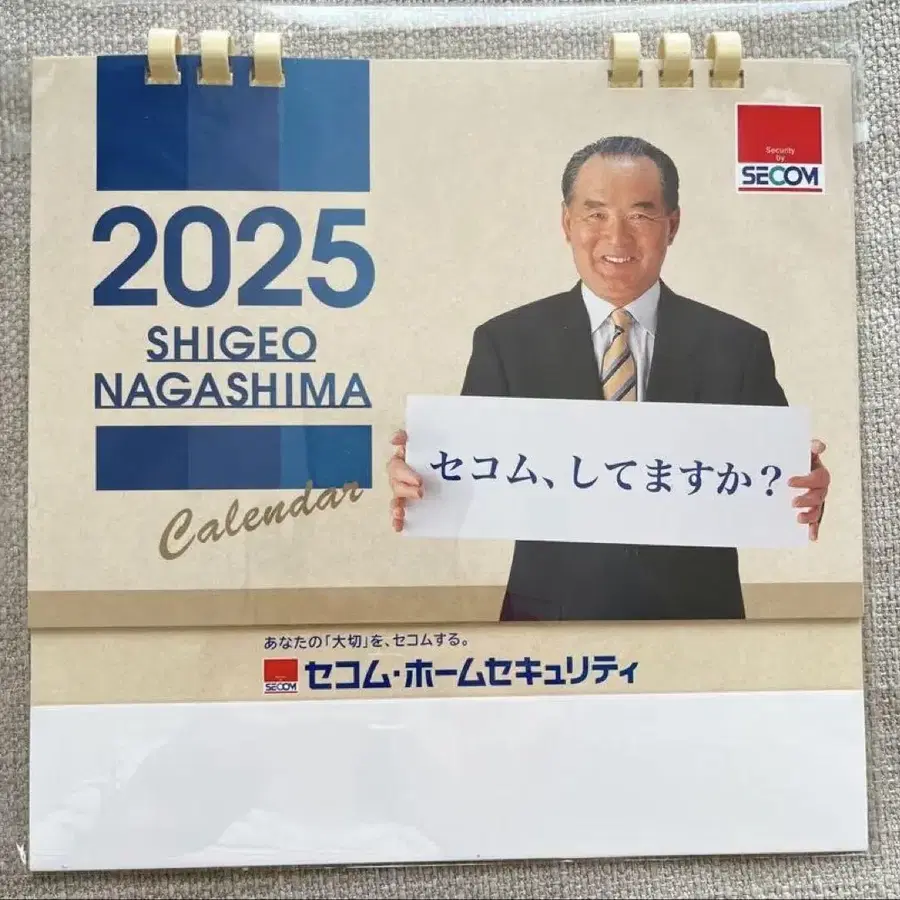 2025
SHIGEO
NAGASHIMA
Calendar
Security
by
SECOM
セコム、してますか？
あなたの「大切」を、セコムする。
SECOM
セコム・ホームセキュリティ